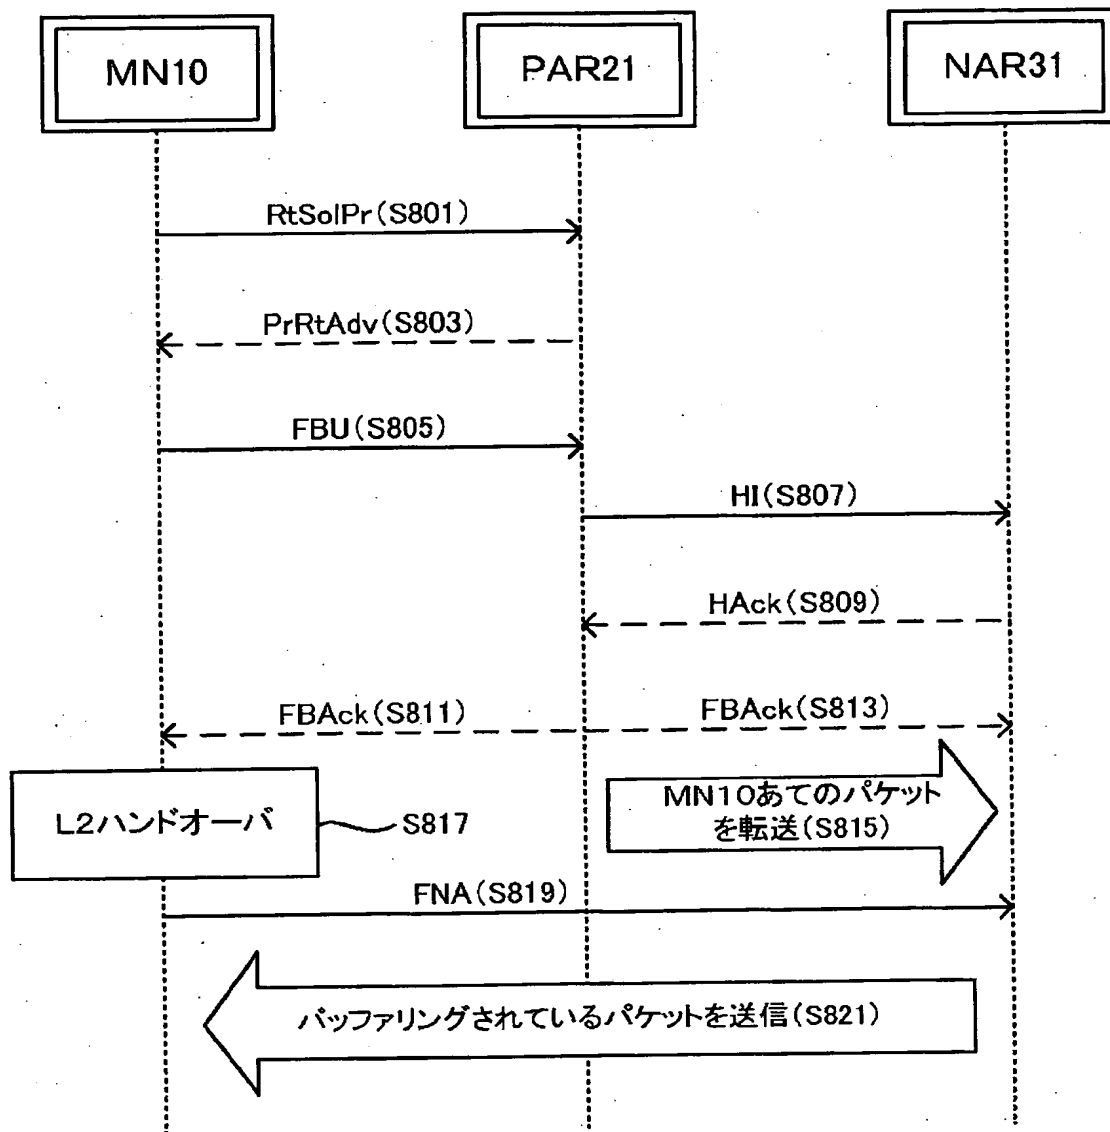 MN10
PAR21
NAR31
RtSolPr(S801)
PrRtAdv(S803)
FBU(S805)
HI(S807)
HAck(S809)
FBAck(S811)
FBAck(S813)
MN10あてのパケット
を転送(S815)
L2ハンドオーバ
S817
FNA(S819)
バッファリングされているパケットを送信(S821)